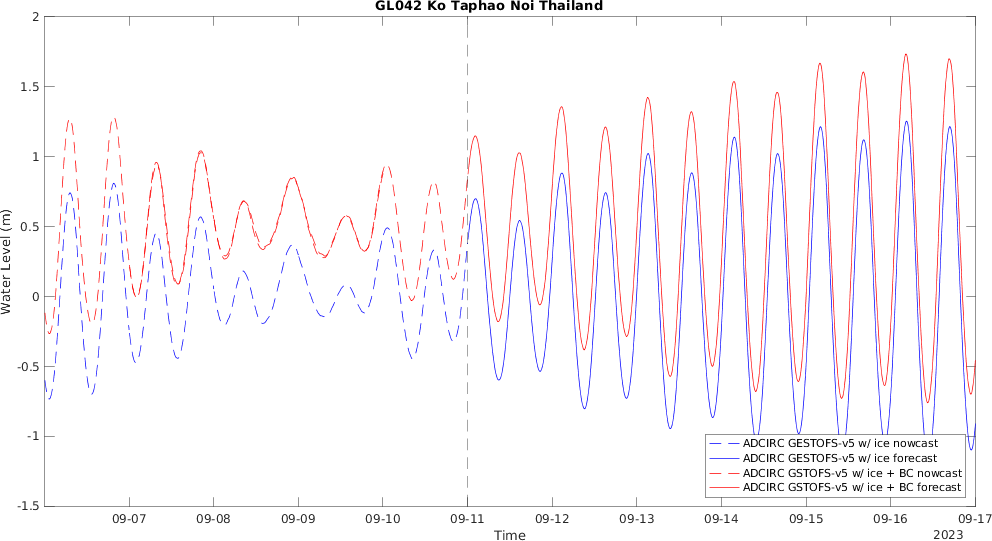 GL042 Ko Taphao Noi Thailand
2
1.5
1
0.5
0
-0.5
-1
-1.5
Water Level (m)
ADCIRC GESTOFS-v5 w/ ice nowcast
ADCIRC GESTOFS-v5 w/ ice forecast
ADCIRC GSTOFS-v5 w/ ice + BC nowcast
ADCIRC GSTOFS-v5 w/ ice + BC forecast
09-07 09-08 09-09 09-10 09-11 09-12 09-13 09-14 09-15 09-16 09-17
Time
2023